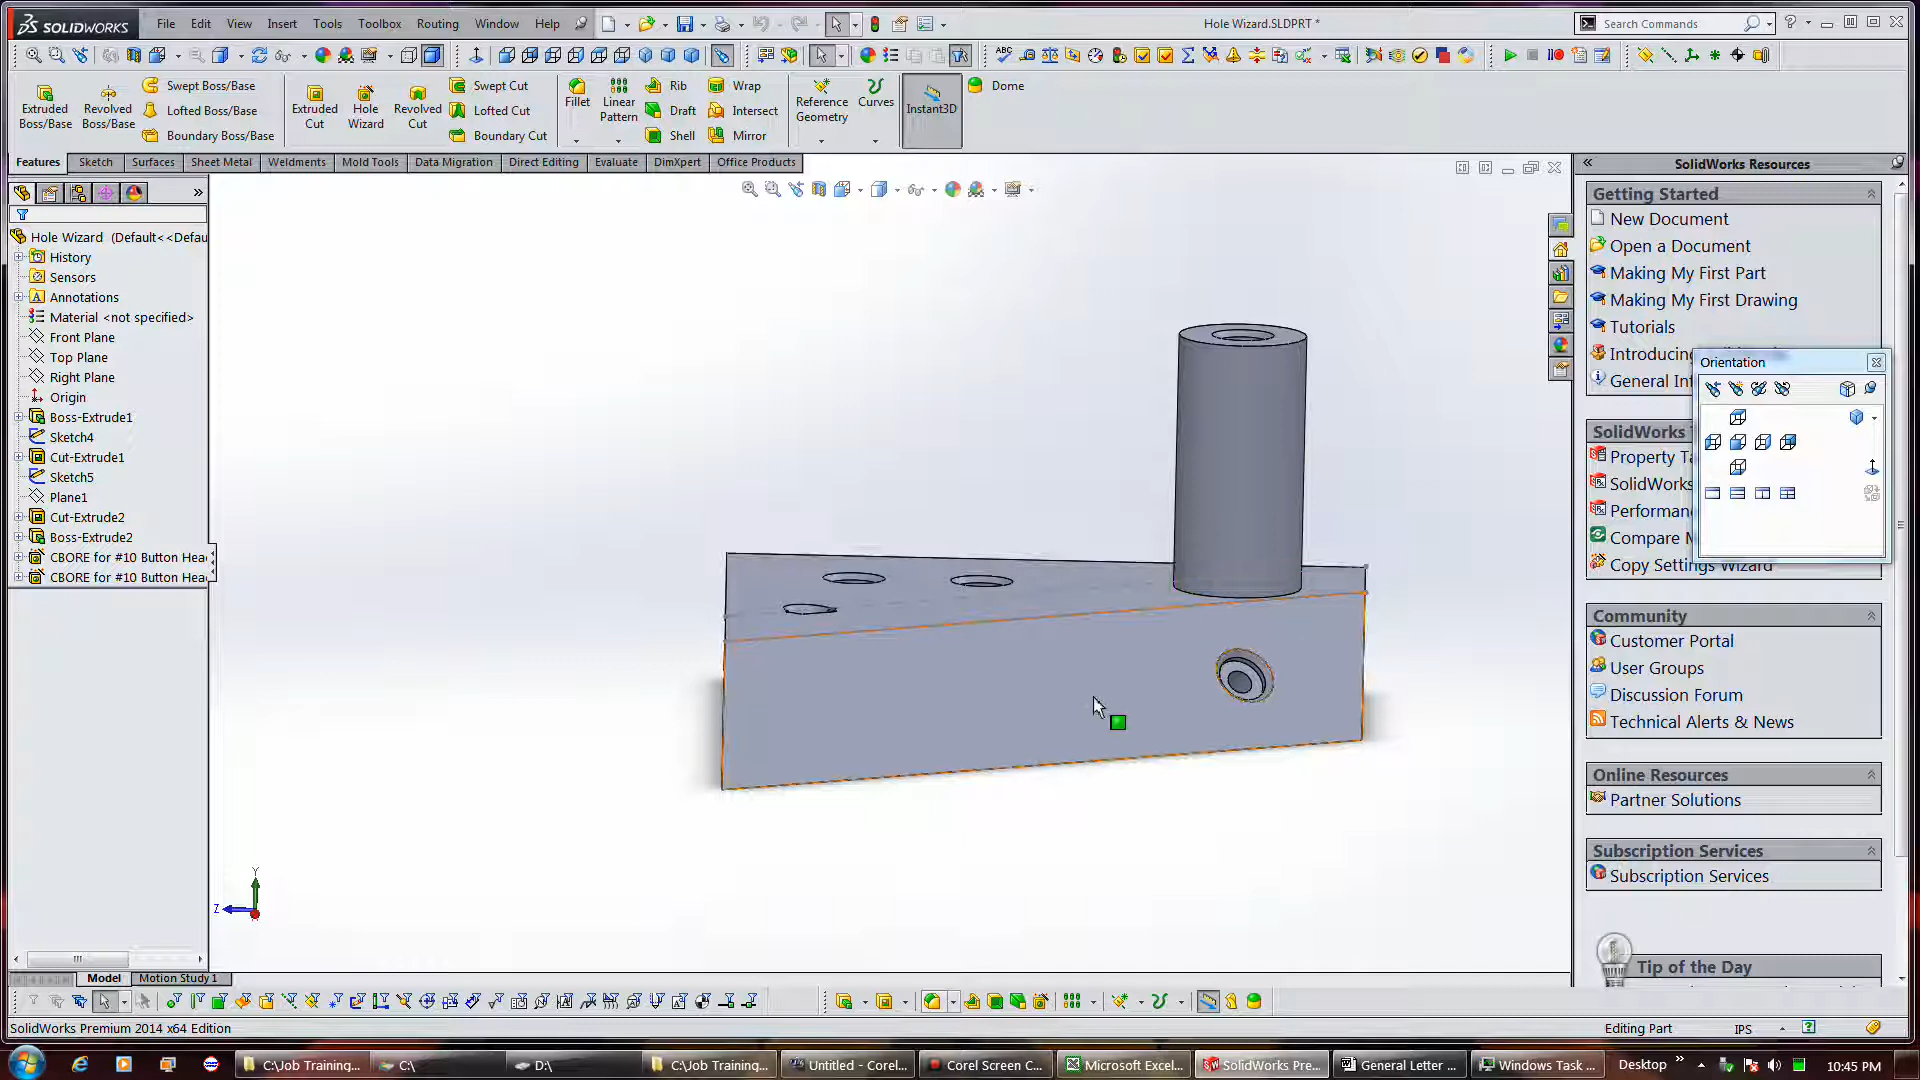 SOLIDWORKS
File Edit View Insert Tools Toolbox Routing Window Help
Hole Wizard.SLDPRT *
Search Commands
Extruded Boss/Base
Revolved Boss/Base
Swept Boss/Base
Lofted Boss/Base
Boundary Boss/Base
Extruded Cut
Hole Wizard
Revolved Cut
Swept Cut
Lofted Cut
Boundary Cut
Fillet
Linear Pattern
Rib
Draft
Shell
Wrap
Intersect
Mirror
Reference Geometry
Curves
Instant3D
Dome
Features Sketch Surfaces Sheet Metal Weldments Mold Tools Data Migration Direct Editing Evaluate DimXpert Office Products
Hole Wizard (Default<<Defau
History
Sensors
Annotations
Material <not specified>
Front Plane
Top Plane
Right Plane
Origin
Boss-Extrude1
Sketch4
Cut-Extrude1
Sketch5
Plane1
Cut-Extrude2
Boss-Extrude2
CBORE for #10 Button Hea
CBORE for #10 Button Hea
Y
Z
Model Motion Study 1
SolidWorks Resources
Getting Started
New Document
Open a Document
Making My First Part
Making My First Drawing
Tutorials
Introducing
General In
Orientation
SolidWorks
Property Ta
SolidWorks
Performan
Compare M
Copy Settings Wizard
Community
Customer Portal
User Groups
Discussion Forum
Technical Alerts & News
Online Resources
Partner Solutions
Subscription Services
Subscription Services
Tip of the Day
SolidWorks Premium 2014 x64 Edition
Editing Part
IPS
C:\Job Training...
C:\
D:\
C:\Job Training...
Untitled - Corel...
Corel Screen C...
Microsoft Excel...
SolidWorks Pre...
General Letter ...
Windows Task ...
Desktop
10:45 PM